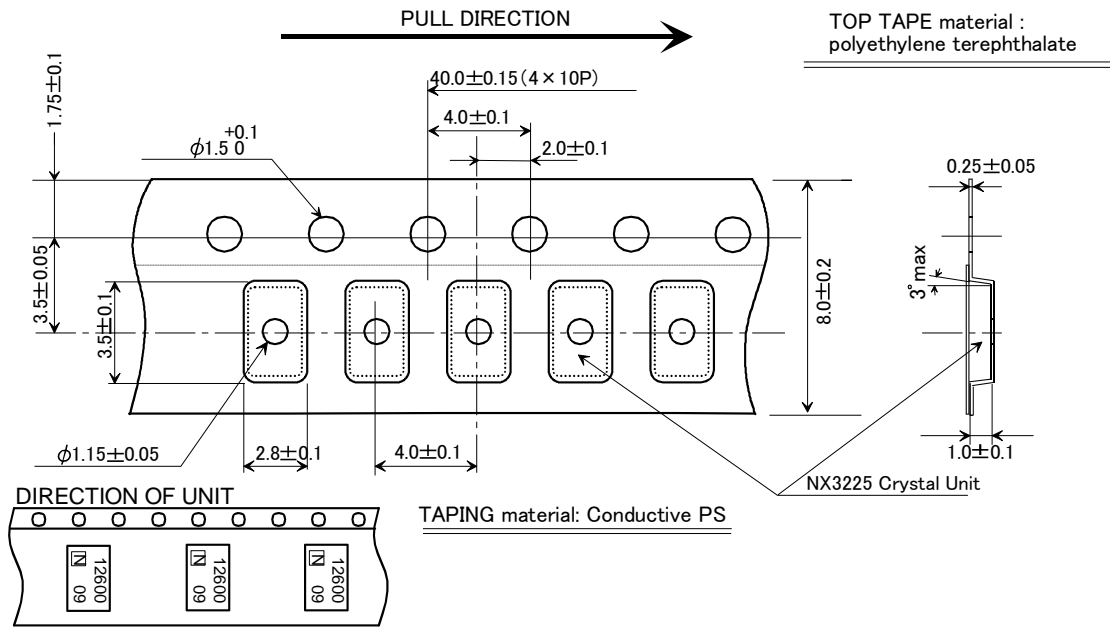 PULL DIRECTION
TOP TAPE material :
polyethylene terephthalate
1.75±0.1
40.0±0.15(4×10P)
4.0±0.1
+0.1
φ1.5 0
2.0±0.1
0.25±0.05
3.5±0.05
3.5±0.1
8.0±0.2
3°max
φ1.15±0.05
2.8±0.1
4.0±0.1
1.0±0.1
NX3225 Crystal Unit
DIRECTION OF UNIT
TAPING material: Conductive PS
12600
N 09
12600
N 09
12600
N 09